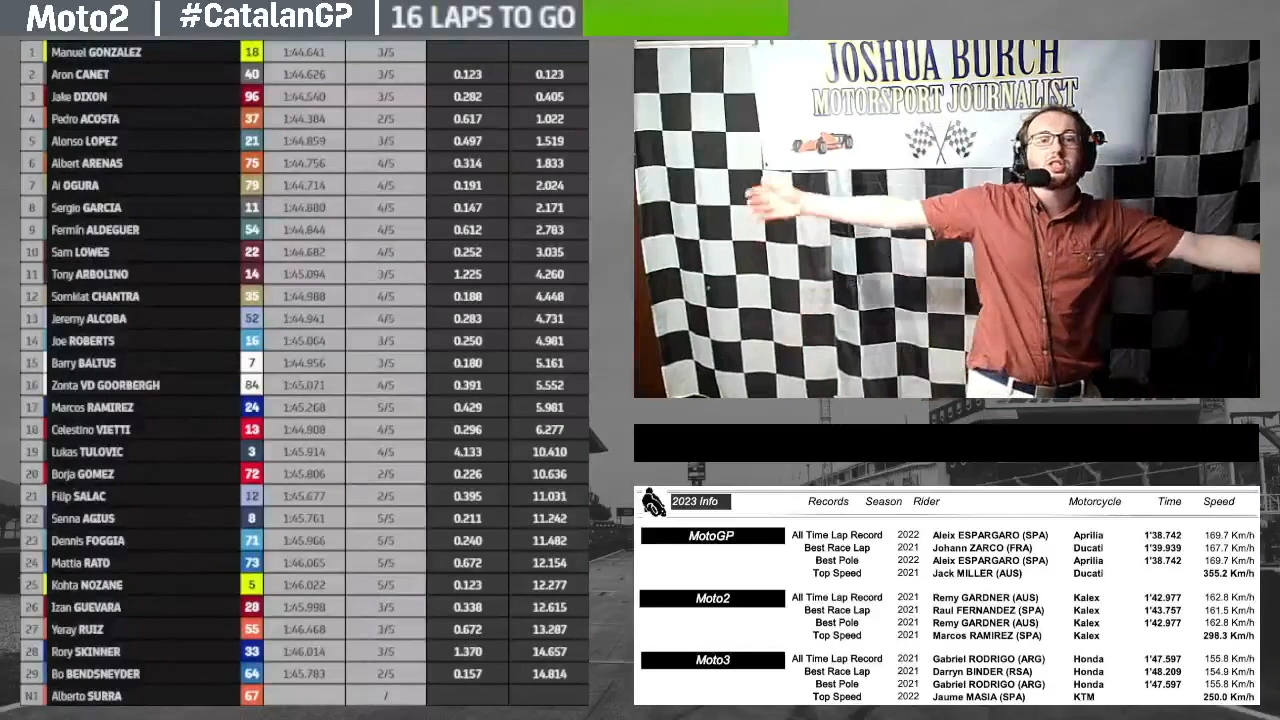 Moto2 | #CatalanGP | 16 LAPS TO GO
1 Manuel GONZALEZ 18 1:44.641 3/5
2 Aron CANET 40 1:44.626 3/5 0.123 0.123
3 Jake DIXON 96 1:44.540 3/5 0.282 0.405
4 Pedro ACOSTA 37 1:44.384 2/5 0.617 1.022
5 Alonso LOPEZ 21 1:44.859 3/5 0.497 1.519
6 Albert ARENAS 75 1:44.756 4/5 0.314 1.833
7 Ai OGURA 79 1:44.714 4/5 0.191 2.024
8 Sergio GARCIA 11 1:44.880 4/5 0.147 2.171
9 Fermín ALDEGUER 54 1:44.844 4/5 0.612 2.783
10 Sam LOWES 22 1:44.682 4/5 0.252 3.035
11 Tony ARBOLINO 14 1:45.094 3/5 1.225 4.260
12 Somkiat CHANTRA 35 1:44.988 4/5 0.188 4.448
13 Jeremy ALCOBA 52 1:44.941 4/5 0.283 4.731
14 Joe ROBERTS 16 1:45.064 3/5 0.250 4.981
15 Barry BALTUS 7 1:44.956 3/5 0.180 5.161
16 Zonta VD GOORBERGH 84 1:45.071 4/5 0.391 5.552
17 Marcos RAMIREZ 24 1:45.268 5/5 0.429 5.981
18 Celestino VIETTI 13 1:44.908 4/5 0.296 6.277
19 Lukas TULOVIC 3 1:45.914 4/5 4.133 10.410
20 Borja GOMEZ 72 1:45.806 2/5 0.226 10.636
21 Filip SALAC 12 1:45.677 0.395 11.031
22 Senna AGIUS 8 1:45.761 0.211 11.242
23 Dennis FOGGIA 71 1:45.966 5/5 0.240 11.482
24 Mattia RATO 73 1:46.065 5/5
25 Kohta NOZANE 5 1:46.022 3/5 0.123 12.277
26 Izan GUEVARA 28 1:45.998 3/5 0.338
27 Yeray RUIZ 55 4/5 0.672 13.287
28 Rory SKINNER 33 3/5 1.370 14.657
29 Bo BENDSNEYDER 64 1:45.783 2/5 0.157 14.814
N1 Alberto SURRA 67 /
JOSHUA BURCH
MOTORSPORT JOURNALIST
2023 Info Records Season Rider Motorcycle Time Speed
MotoGP All Time Lap Record 2022 Aleix ESPARGARO (SPA) Aprilia 1'38.742 169.7 Km/h
Best Race Lap 2021 Johann ZARCO (FRA) Ducati 1'39.939 167.7 Km/h
Best Pole 2022 Aleix ESPARGARO (SPA) Aprilia 1'38.742 169.7 Km/h
Top Speed 2021 Jack MILLER (AUS) Ducati 355.2 Km/h
Moto2 All Time Lap Record 2021 Remy GARDNER (AUS) Kalex 1'42.977 162.8 Km/h
Best Race Lap 2021 Raul FERNANDEZ (SPA) Kalex 1'43.757 161.5 Km/h
Best Pole 2021 Remy GARDNER (AUS) Kalex 1'42.977 162.8 Km/h
Top Speed 2021 Marcos RAMIREZ (SPA) Kalex 298.3 Km/h
Moto3 All Time Lap Record 2021 Gabriel RODRIGO (ARG) Honda 1'47.597 155.8 Km/h
Best Race Lap 2021 Darryn BINDER (RSA) Honda 1'48.209 154.9 Km/h
Best Pole 2021 Gabriel RODRIGO (ARG) Honda 1'47.597 155.8 Km/h
Top Speed 2022 Jaume MASIA (SPA) KTM 250.0 Km/h